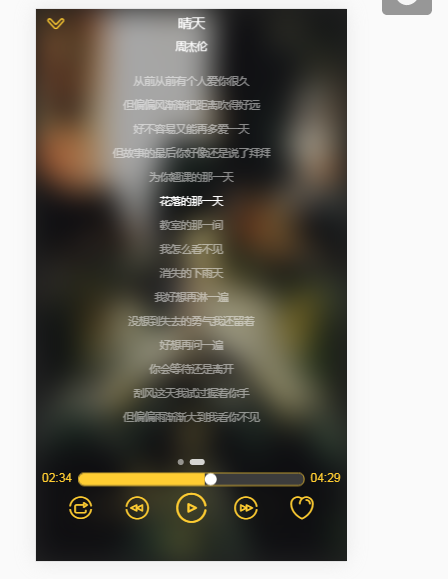 晴天
周杰伦
从前从前有个人爱你很久
但偏偏风渐渐把距离吹得好远
好不容易又能再多爱一天
但故事的最后你好像还是说了拜拜
为你翘课的那一天
花落的那一天
教室的那一间
我怎么看不见
消失的下雨天
我好想再淋一遍
没想到失去的勇气我还留着
好想再问一遍
你会等待还是离开
刮风这天我试过握着你手
但偏偏雨渐渐大到我看你不见
02:34
04:29